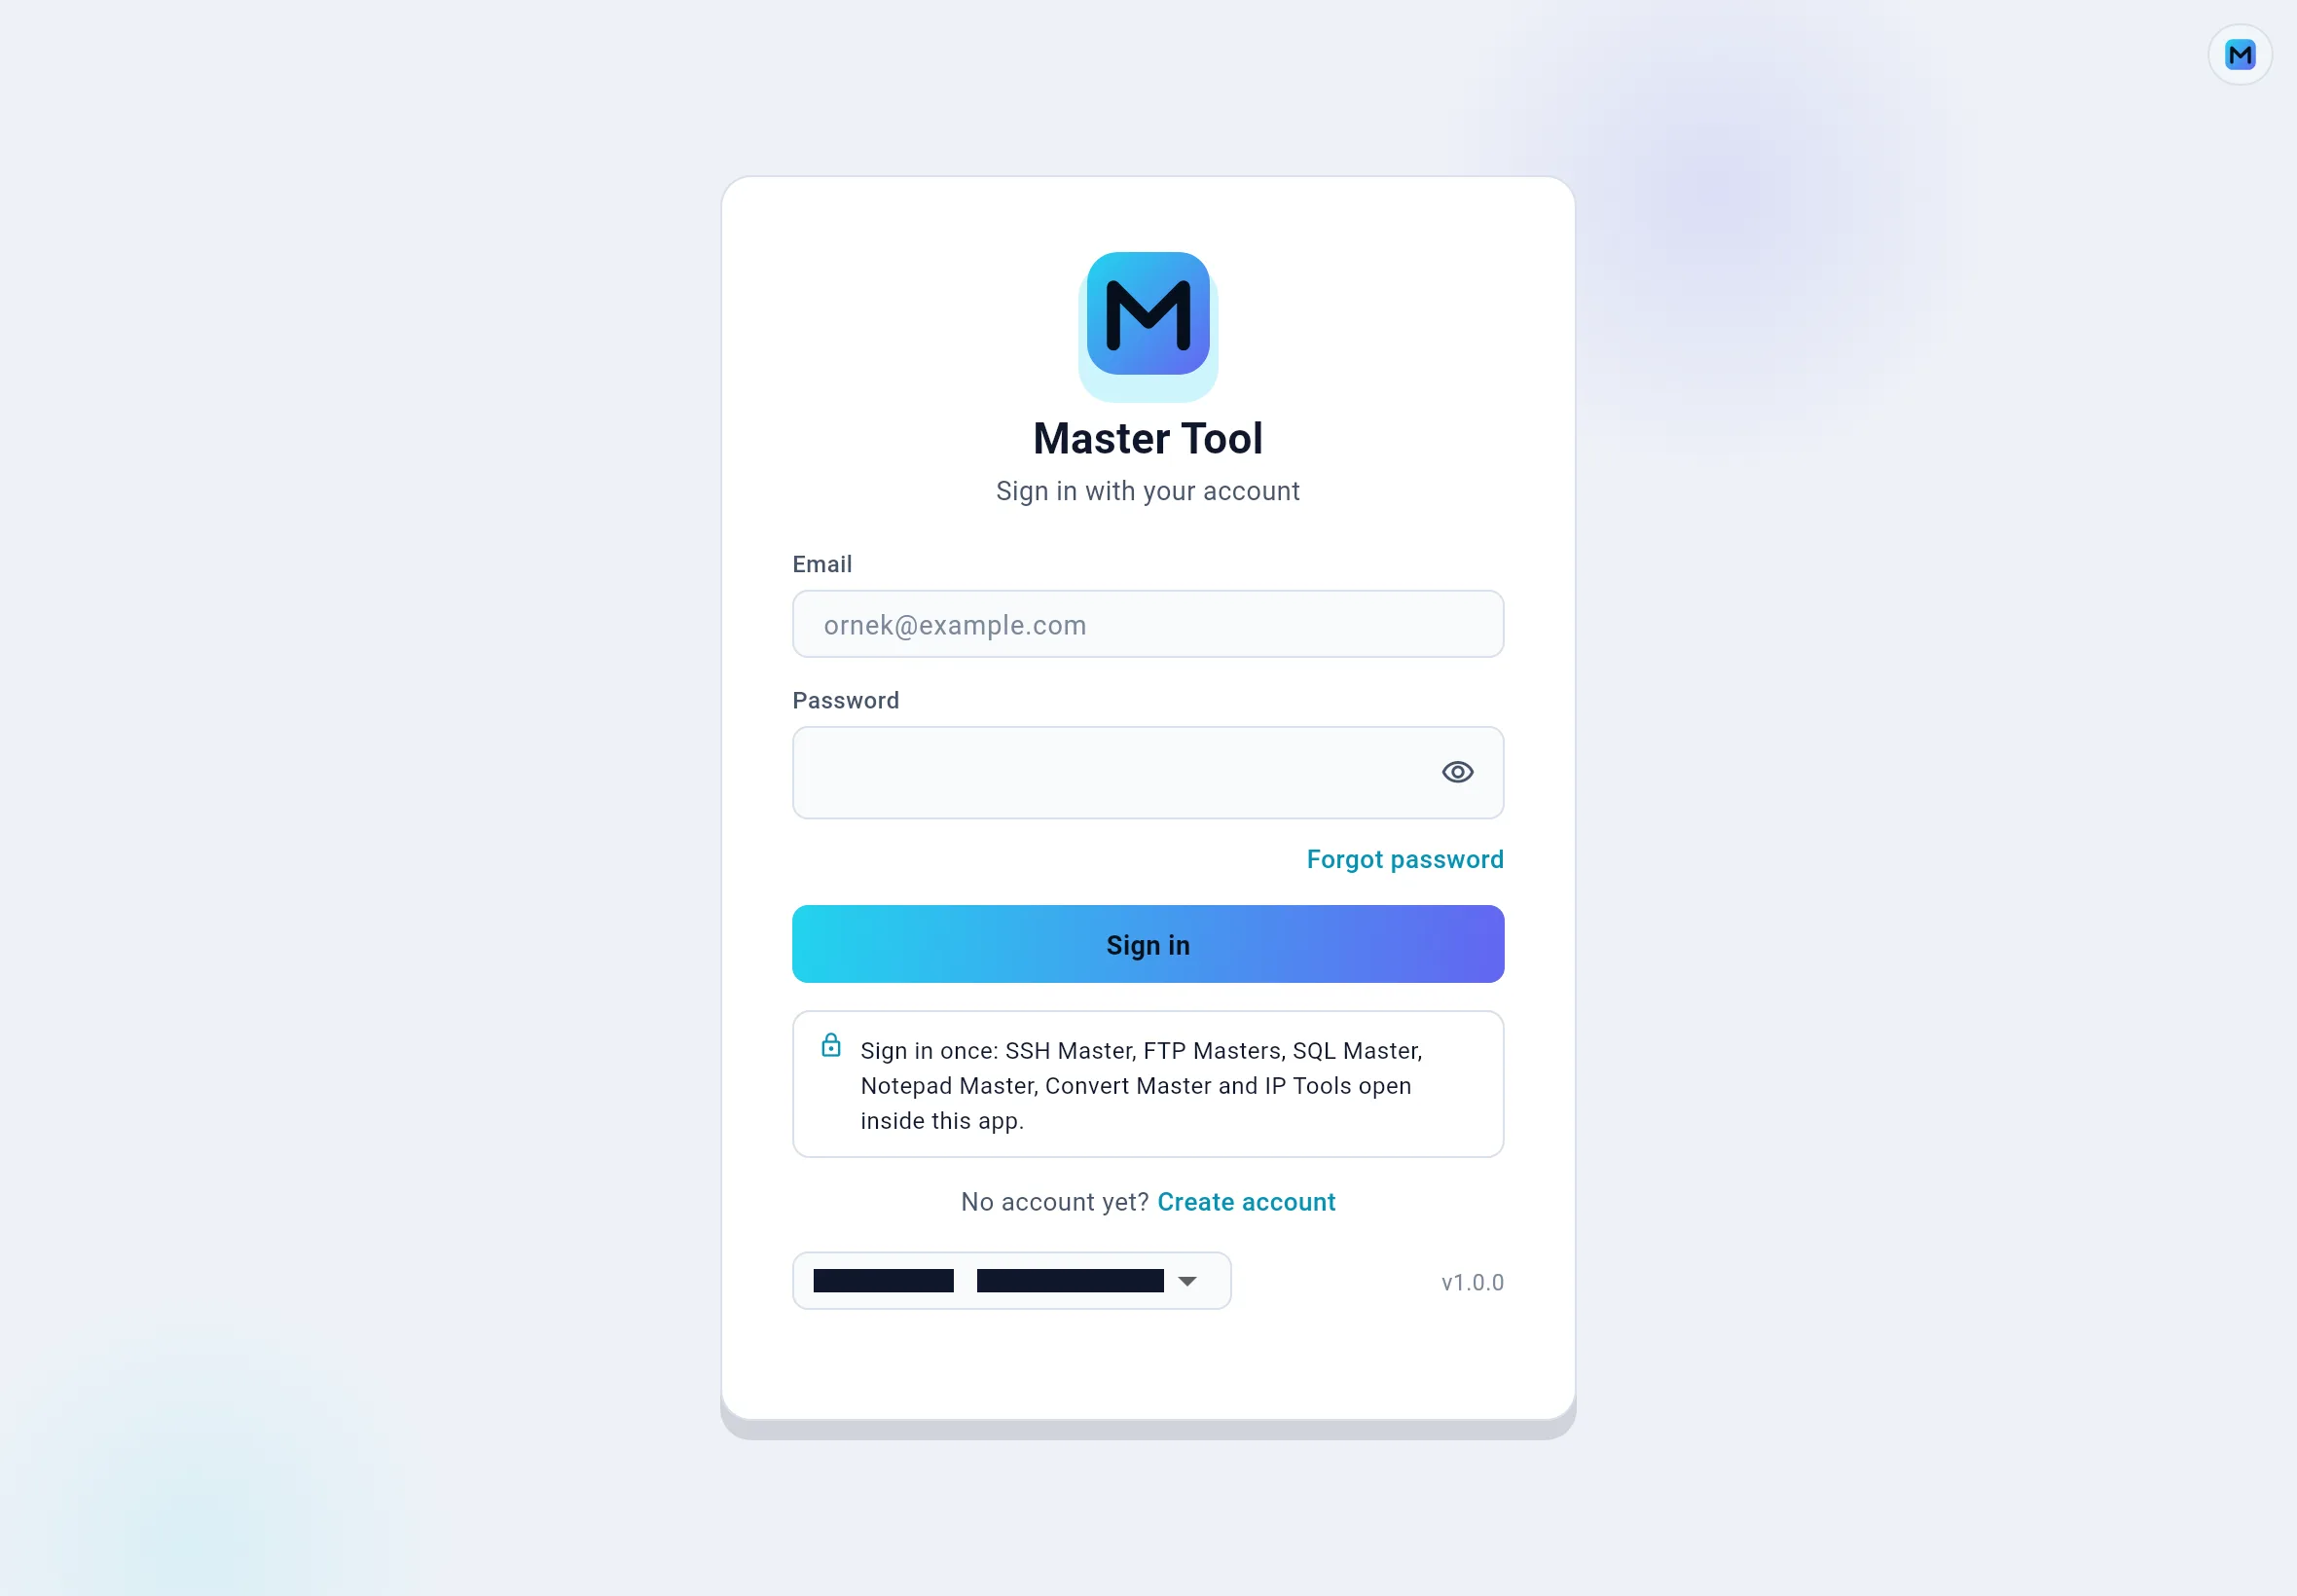 M
M
Master Tool
Sign in with your account
Email
ornek@example.com
Password
Forgot password
Sign in
Sign in once: SSH Master, FTP Masters, SQL Master,
Notepad Master, Convert Master and IP Tools open
inside this app.
No account yet? Create account
v1.0.0